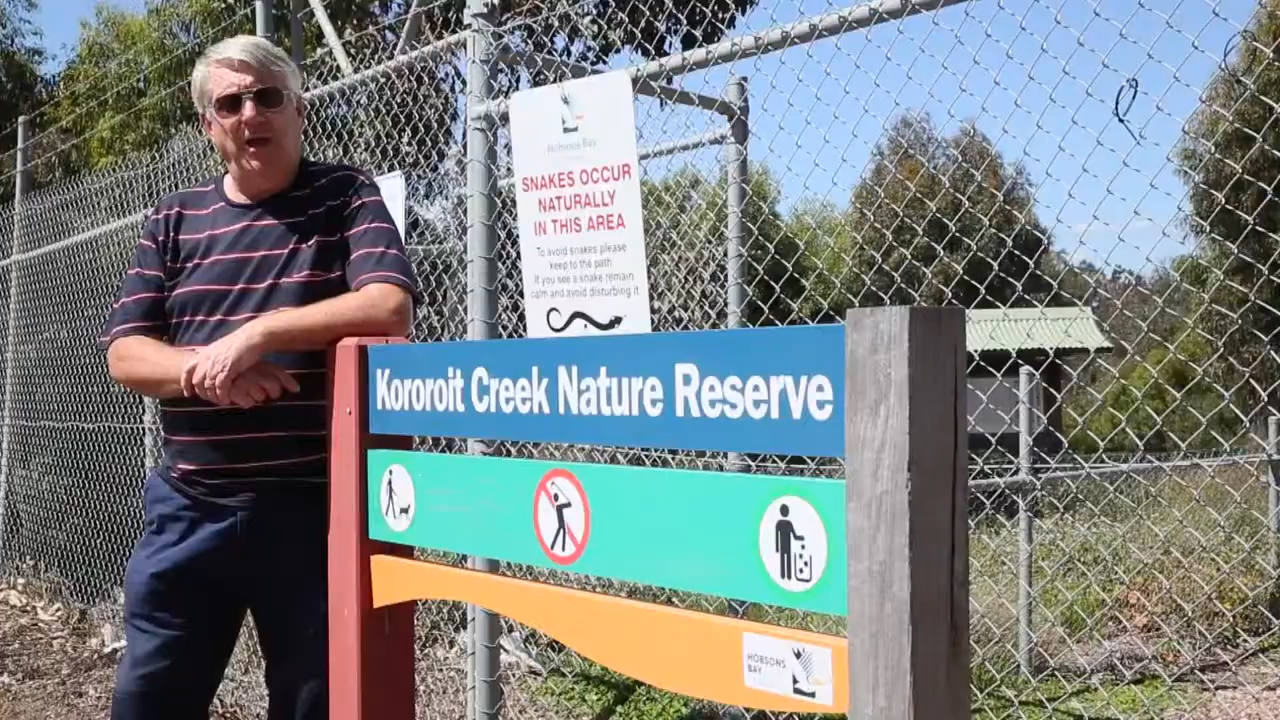 Hobsons Bay
SNAKES OCCUR
NATURALLY
IN THIS AREA
To avoid snakes please
keep to the path
If you see a snake remain
calm and avoid disturbing it
Kororoit Creek Nature Reserve
HOBSONS
BAY